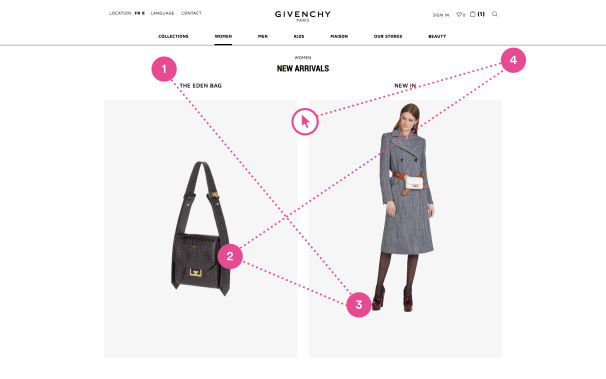 LOCATION: FR € LANGUAGE CONTACT
GIVENCHY
PARIS
SIGN IN 0 (1)
COLLECTIONS WOMEN MEN KIDS MAISON OUR STORES BEAUTY
WOMEN
NEW ARRIVALS
1
4
THE EDEN BAG NEW IN
2
3